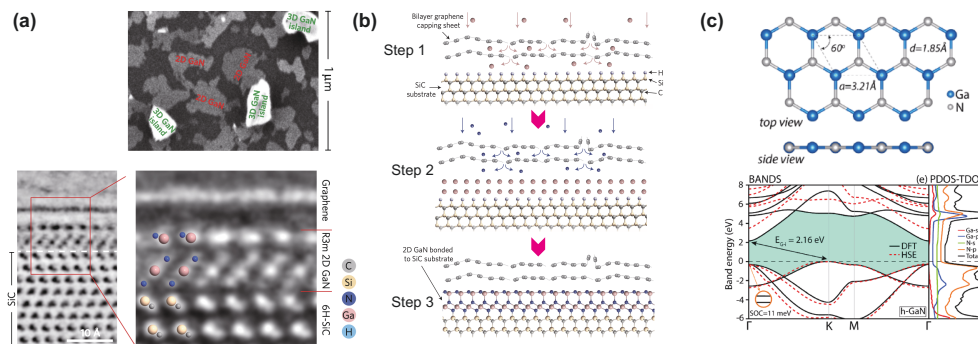 (a)
3D GaN
island
2D GaN
2D GaN
2D GaN
3D GaN
island
3D GaN
island
1μm
SiC
10 Å
Graphene
R3m 2D GaN
6H-SiC
C
Si
N
Ga
H
(b)
Bilayer graphene
capping sheet
Step 1
SiC
substrate
H
Si
C
Step 2
2D GaN bonded
to SiC substrate
Step 3
(c)
60°
d=1.85Å
a=3.21Å
Ga
N
top view
side view
BANDS
(e) PDOS-TDO
Band energy (eV)
8
6
4
2
0
-2
-4
-6
EG-I = 2.16 eV
DFT
HSE
SOC=11 meV
h-GaN
Γ
K
M
Γ
Ga-s
Ga-p
N-s
N-p
Tota